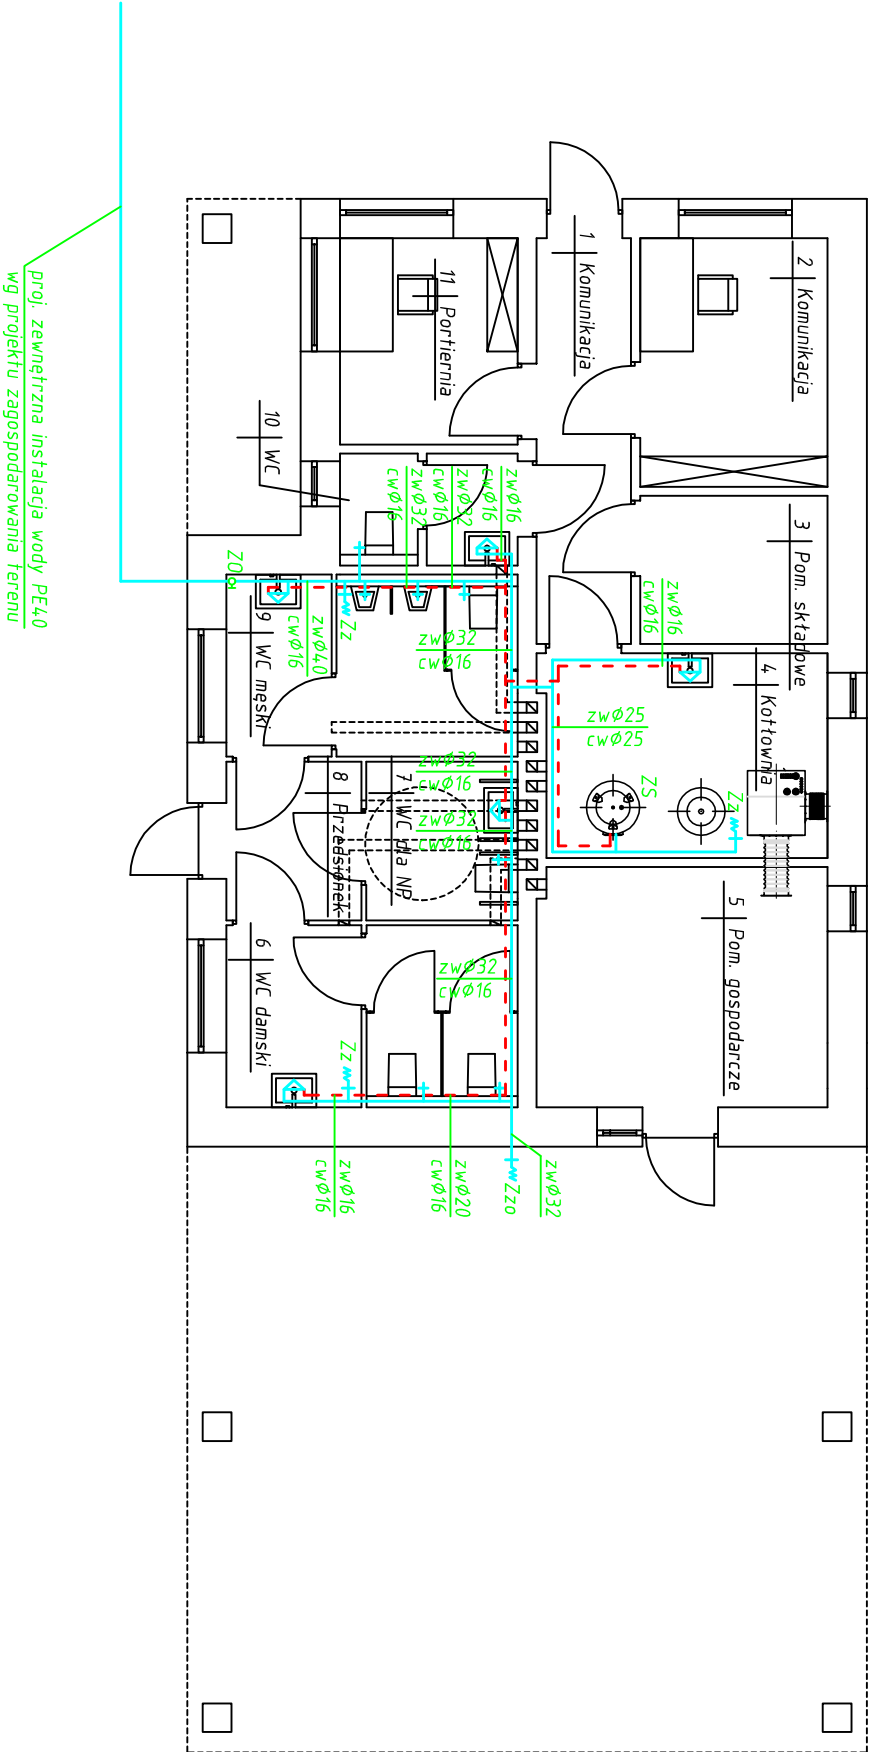 1 Komunikacja
2 Komunikacja
11 Portiernia
10 WC
3 Pom. składowe
4 Kotłownia
5 Pom. gospodarcze
9 WC męski
8 Przedsionek
7 WC dla NP
6 WC damski
proj. zewnętrzna instalacja wody PE40
wg projektu zagospodarowania terenu
zwø16
cwø16
zwø32
cwø16
zwø32
cwø16
zwø16
cwø16
ZO
Zz
zwø40
cwø16
zwø32
cwø16
zwø25
cwø25
zwø32
cwø16
zwø32
cwø16
ZS
Zz
zwø32
cwø16
Zz
zwø16
cwø16
zwø20
cwø16
Zzo
zwø32